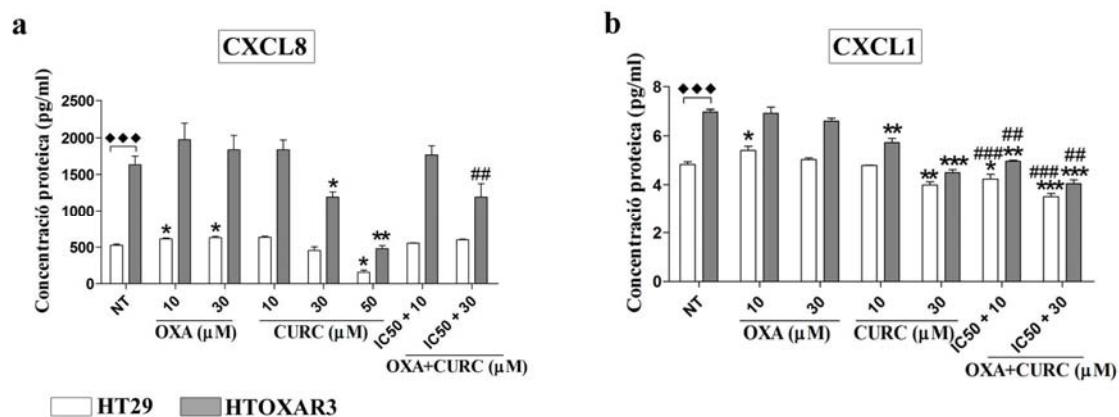 a
CXCL8
Concentració proteica (pg/ml)
2500
2000
1500
1000
500
0
◆◆◆
*
*
*
*
**
##
NT
10
30
10
30
50
IC50 + 10
IC50 + 30
OXA (µM)
CURC (µM)
OXA+CURC (µM)
b
CXCL1
Concentració proteica (pg/ml)
8
6
4
2
0
◆◆◆
*
**
**
***
###
*
##
**
###
***
##
***
NT
10
30
10
30
IC50 + 10
IC50 + 30
OXA (µM)
CURC (µM)
OXA+CURC (µM)
HT29
HTOXAR3